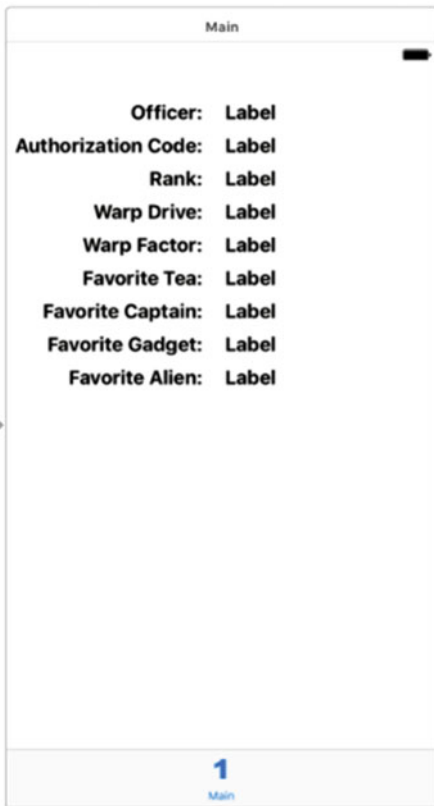 Main
Officer: Label
Authorization Code: Label
Rank: Label
Warp Drive: Label
Warp Factor: Label
Favorite Tea: Label
Favorite Captain: Label
Favorite Gadget: Label
Favorite Alien: Label
1
Main